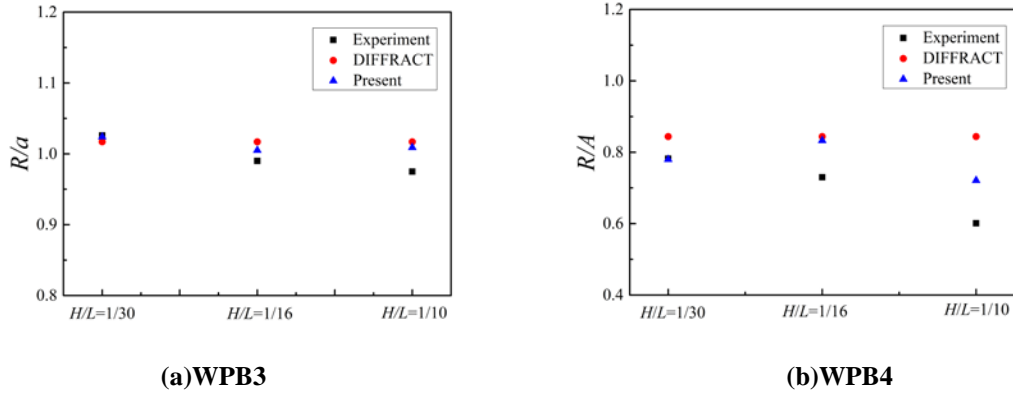 1.2
1.1
1.0
0.9
0.8
R/a
Experiment
DIFFRACT
Present
H/L=1/30
H/L=1/16
H/L=1/10
(a)WPB3
1.2
1.0
0.8
0.6
0.4
R/A
Experiment
DIFFRACT
Present
H/L=1/30
H/L=1/16
H/L=1/10
(b)WPB4